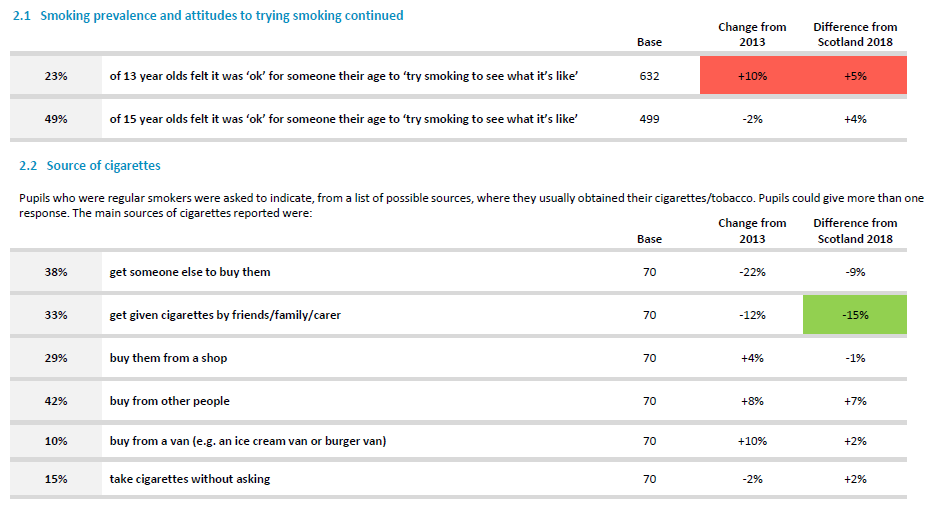 2.1 Smoking prevalence and attitudes to trying smoking continued
Base Change from 2013 Difference from Scotland 2018
23% of 13 year olds felt it was ‘ok’ for someone their age to ‘try smoking to see what it’s like’ 632 +10% +5%
49% of 15 year olds felt it was ‘ok’ for someone their age to ‘try smoking to see what it’s like’ 499 -2% +4%
2.2 Source of cigarettes
Pupils who were regular smokers were asked to indicate, from a list of possible sources, where they usually obtained their cigarettes/tobacco. Pupils could give more than one
response. The main sources of cigarettes reported were:
Base Change from 2013 Difference from Scotland 2018
38% get someone else to buy them 70 -22% -9%
33% get given cigarettes by friends/family/carer 70 -12% -15%
29% buy them from a shop 70 +4% -1%
42% buy from other people 70 +8% +7%
10% buy from a van (e.g. an ice cream van or burger van) 70 +10% +2%
15% take cigarettes without asking 70 -2% +2%